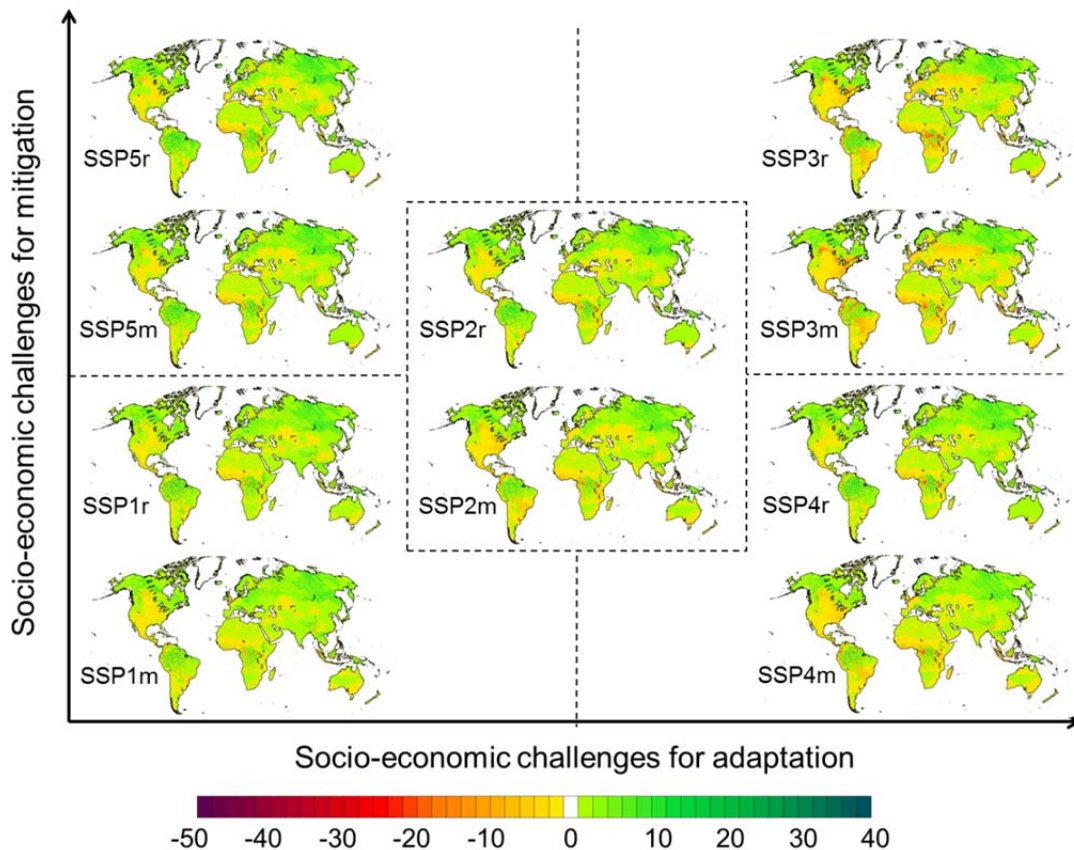 Socio-economic challenges for mitigation
SSP5r
SSP3r
SSP5m
SSP2r
SSP3m
SSP1r
SSP2m
SSP4r
SSP1m
SSP4m
Socio-economic challenges for adaptation
-50 -40 -30 -20 -10 0 10 20 30 40